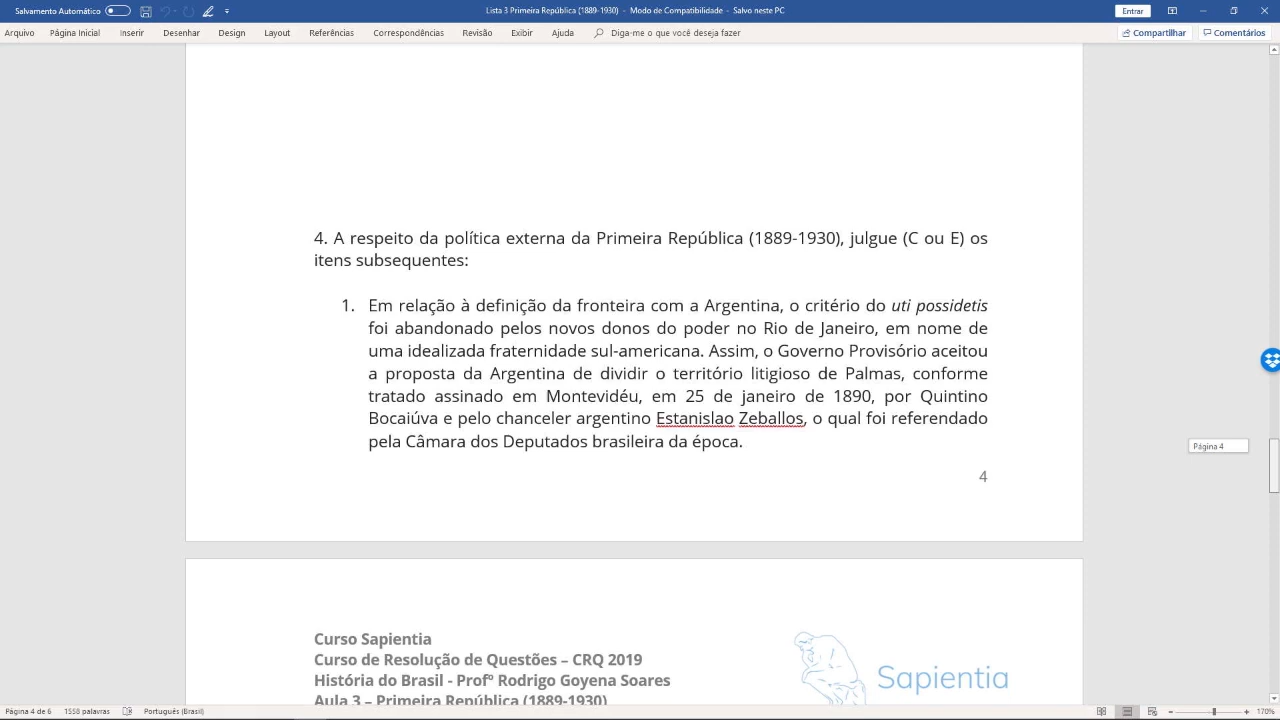 Salvamento Automático
Lista 3 Primeira República (1889-1930) - Modo de Compatibilidade - Salvo neste PC
Entrar
Arquivo Página Inicial Inserir Desenhar Design Layout Referências Correspondências Revisão Exibir Ajuda Diga-me o que você deseja fazer Compartilhar Comentários
4. A respeito da política externa da Primeira República (1889-1930), julgue (C ou E) os
itens subsequentes:
1. Em relação à definição da fronteira com a Argentina, o critério do uti possidetis
foi abandonado pelos novos donos do poder no Rio de Janeiro, em nome de
uma idealizada fraternidade sul-americana. Assim, o Governo Provisório aceitou
a proposta da Argentina de dividir o território litigioso de Palmas, conforme
tratado assinado em Montevidéu, em 25 de janeiro de 1890, por Quintino
Bocaiúva e pelo chanceler argentino Estanislao Zeballos, o qual foi referendado
pela Câmara dos Deputados brasileira da época.
Página 4
4
Curso Sapientia
Curso de Resolução de Questões – CRQ 2019
História do Brasil - Profº Rodrigo Goyena Soares
Aula 3 – Primeira República (1889-1930)
Sapientia
Página 4 de 6 1558 palavras Português (Brasil) 170%